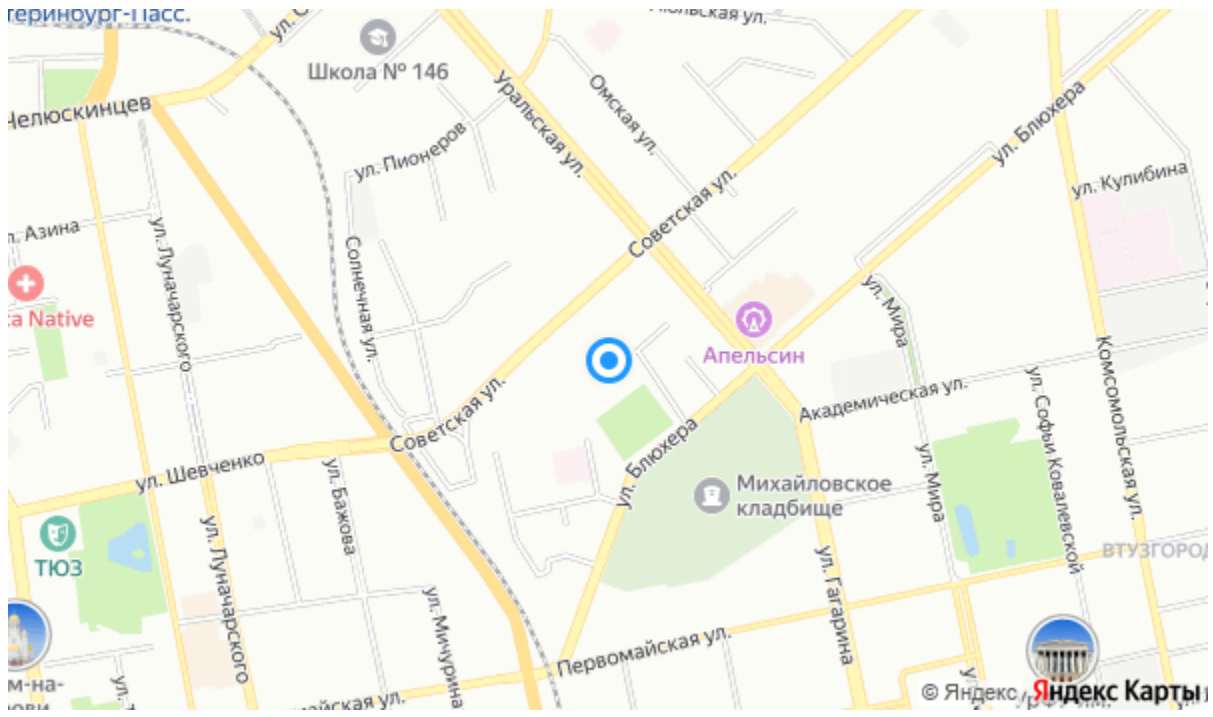 теринбург-Пасс.
Школа № 146
Челюскинцев
ул. Пионеров
Уральская ул.
Омская ул.
ул. Блюхера
ул. Кулибина
Советская ул.
л. Азина
ул. Луначарского
Солнечная ул.
ул. Мира
Native
Апельсин
Комсомольская ул.
Академическая ул.
ул. Софьи Ковалевской
Советская ул.
ул. Шевченко
ул. Блюхера
Михайловское
кладбище
ул. Бажова
ул. Луначарского
ул. Мира
ТЮЗ
ВТУЗГОРОД
ул. Гагарина
ул. Мичурина
Первомайская ул.
майская ул.
м-на-
рови
© Яндекс
Яндекс Карты